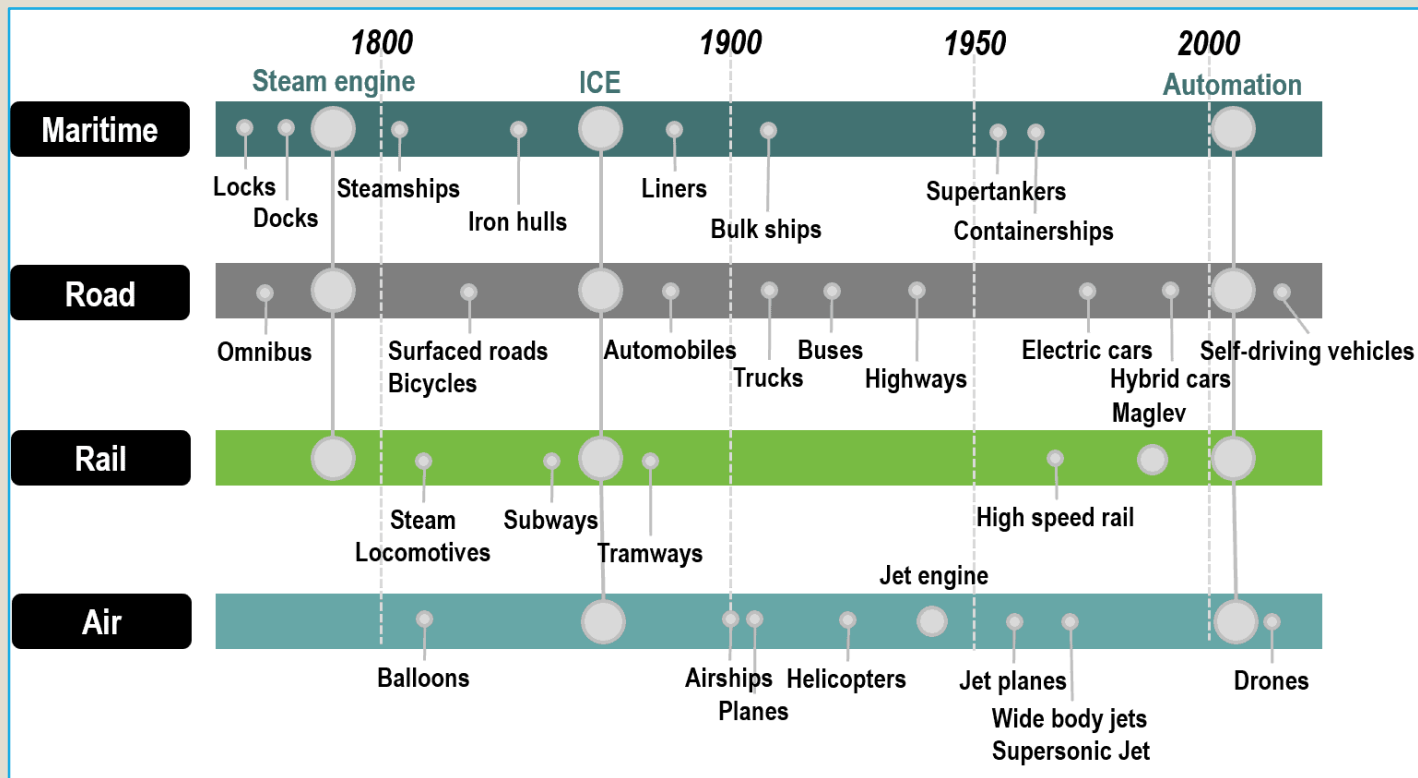 1800
1900
1950
2000
Steam engine
ICE
Automation
Maritime
Locks
Docks
Steamships
Iron hulls
Liners
Bulk ships
Supertankers
Containerships
Road
Omnibus
Surfaced roads
Bicycles
Automobiles
Trucks
Buses
Highways
Electric cars
Hybrid cars
Self-driving vehicles
Maglev
Rail
Steam
Locomotives
Subways
Tramways
High speed rail
Jet engine
Air
Balloons
Airships
Planes
Helicopters
Jet planes
Wide body jets
Supersonic Jet
Drones